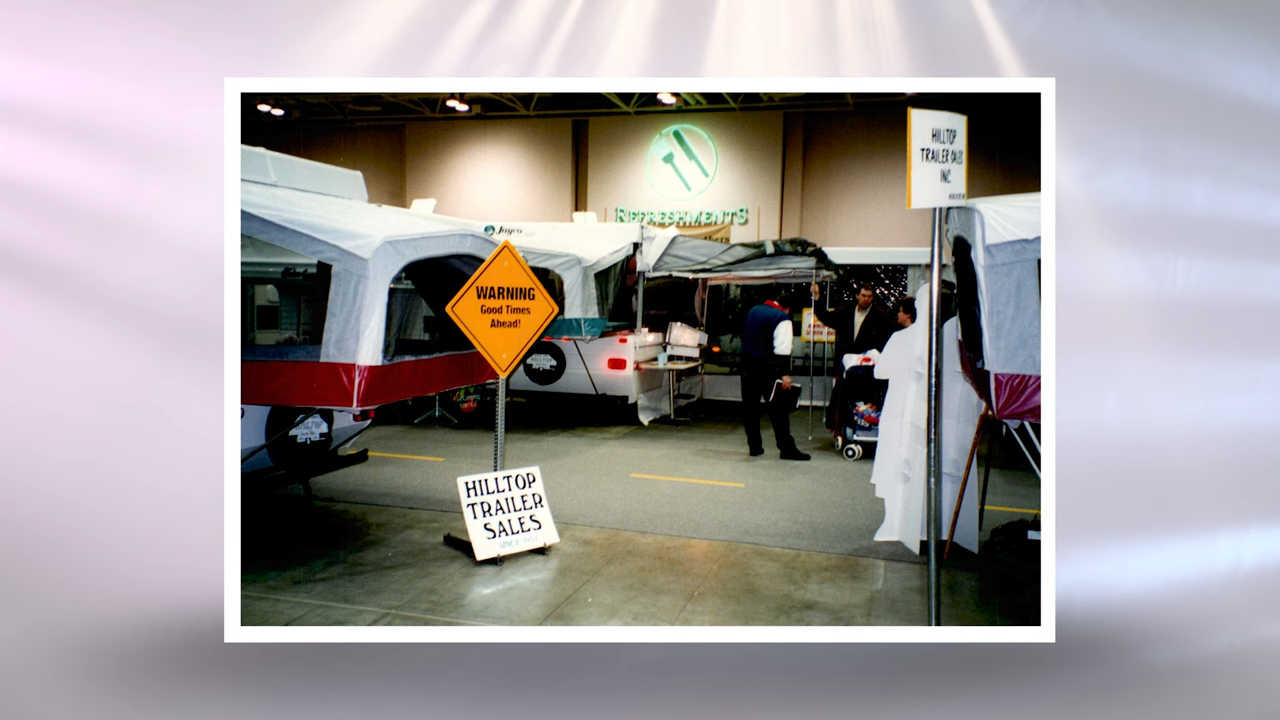 HILLTOP
TRAILER SALES
INC
REFRESHMENTS
Jayco
WARNING
Good Times
Ahead!
HILLTOP
TRAILER
SALES